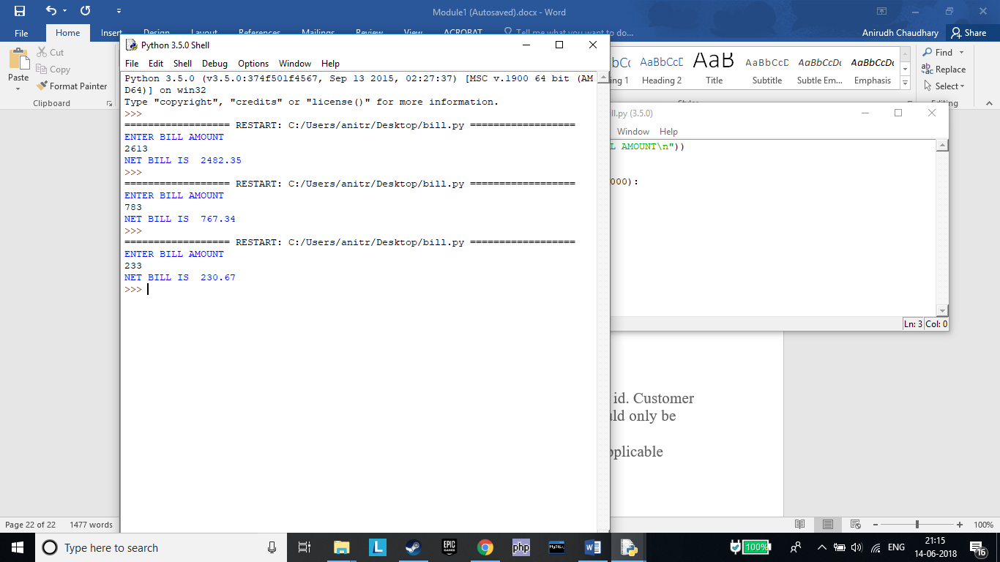 Module1 (Autosaved).docx - Word
File Home Insert Design Layout References Mailings Review View ACROBAT Tell me what you want to do...
Anirudh Chaudhary Share
Paste
Cut
Copy
Format Painter
Clipboard
AaBbCcD AaB AaBbCcD AaBbCcDc AaBbCcDc
Heading 2 Title Subtitle Subtle Em... Emphasis
Find
Replace
Select
Editing
Python 3.5.0 Shell
File Edit Shell Debug Options Window Help
Python 3.5.0 (v3.5.0:374f501f4567, Sep 13 2015, 02:27:37) [MSC v.1900 64 bit (AM
D64)] on win32
Type "copyright", "credits" or "license()" for more information.
>>>
================== RESTART: C:/Users/anitr/Desktop/bill.py ==================
ENTER BILL AMOUNT
2613
NET BILL IS  2482.35
>>>
================== RESTART: C:/Users/anitr/Desktop/bill.py ==================
ENTER BILL AMOUNT
783
NET BILL IS  767.34
>>>
================== RESTART: C:/Users/anitr/Desktop/bill.py ==================
ENTER BILL AMOUNT
233
NET BILL IS  230.67
>>>
ll.py (3.5.0)
Window Help
L AMOUNT\n"))
000):
Ln: 3 Col: 0
id. Customer
uld only be
pplicable
Page 22 of 22 1477 words
100%
Type here to search
L
EPIC GAMES
php
MySQL
100%
ENG
21:15
14-06-2018
16